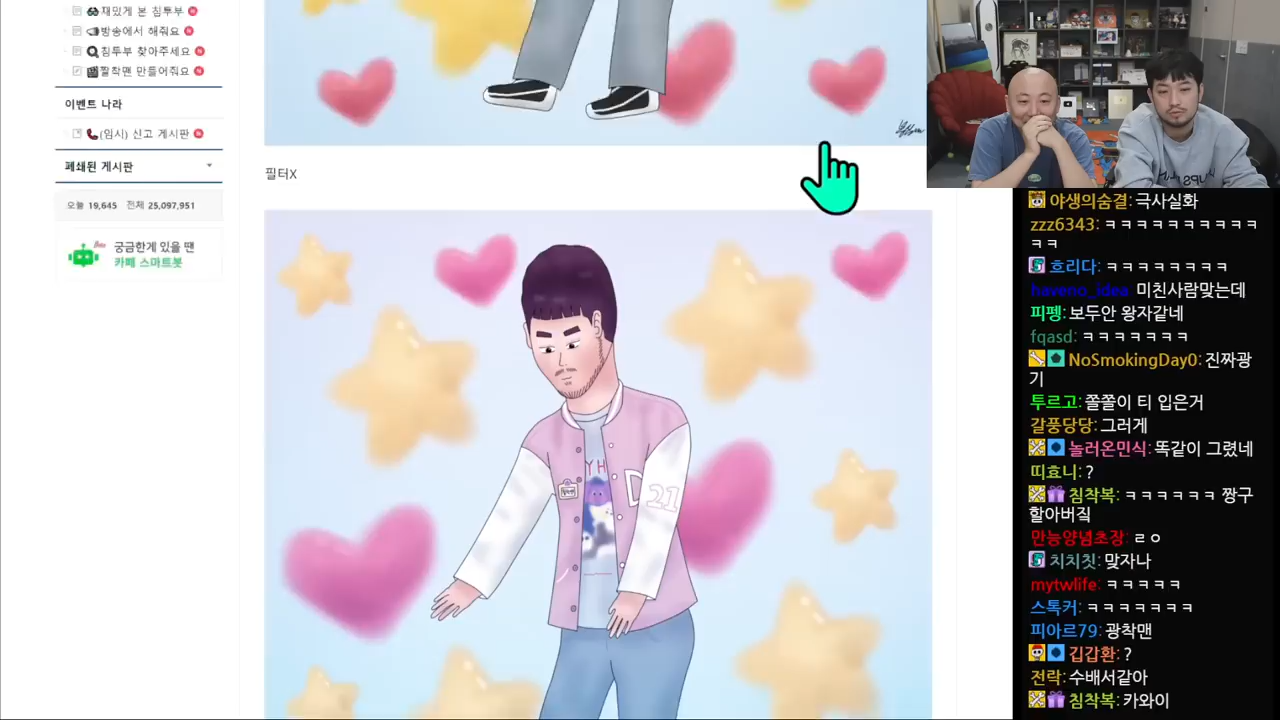 재밌게 본 침투부
방송에서 해줘요
침투부 찾아주세요
짤착맨 만들어줘요
이벤트 나라
(임시) 신고 게시판
폐쇄된 게시판
오늘 19,645 전체 25,097,951
궁금한게 있을 땐
카페 스마트봇
필터X
21
야생의숨결: 극사실화
zzz6343: ㅋㅋㅋㅋㅋㅋㅋㅋㅋㅋ
ㅋㅋ
흐리다: ㅋㅋㅋㅋㅋㅋㅋㅋ
haveno_idea: 미친사람맞는데
피펭: 보두안 왕자같네
fqasd: ㅋㅋㅋㅋㅋㅋㅋ
NoSmokingDay0: 진짜광
기
투르고: 쫄쫄이 티 입은거
갈풍당당: 그러게
놀러온민식: 똑같이 그렸네
띠효니: ?
침착복: ㅋㅋㅋㅋㅋㅋ 짱구
할아버짘
만능양념초장: ㄹㅇ
치치칫: 맞자나
mytwlife: ㅋㅋㅋㅋㅋ
스톡커: ㅋㅋㅋㅋㅋㅋㅋ
피아르79: 광착맨
김갑환: ?
전락: 수배서같아
침착복: 카와이